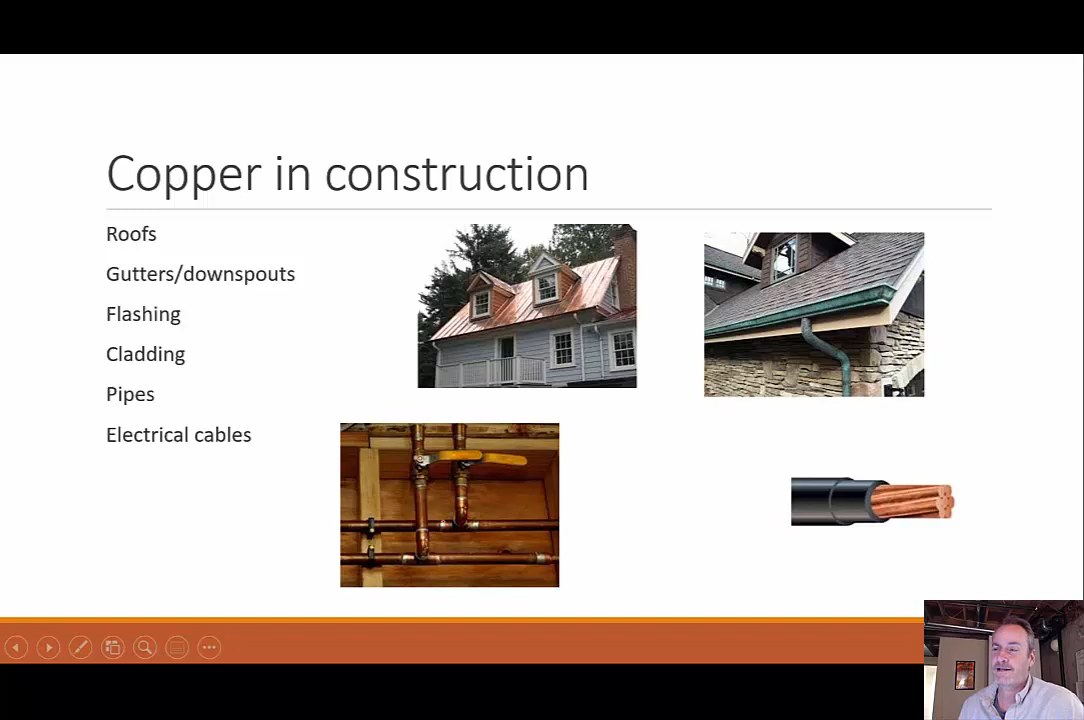 Copper in construction
Roofs
Gutters/downspouts
Flashing
Cladding
Pipes
Electrical cables